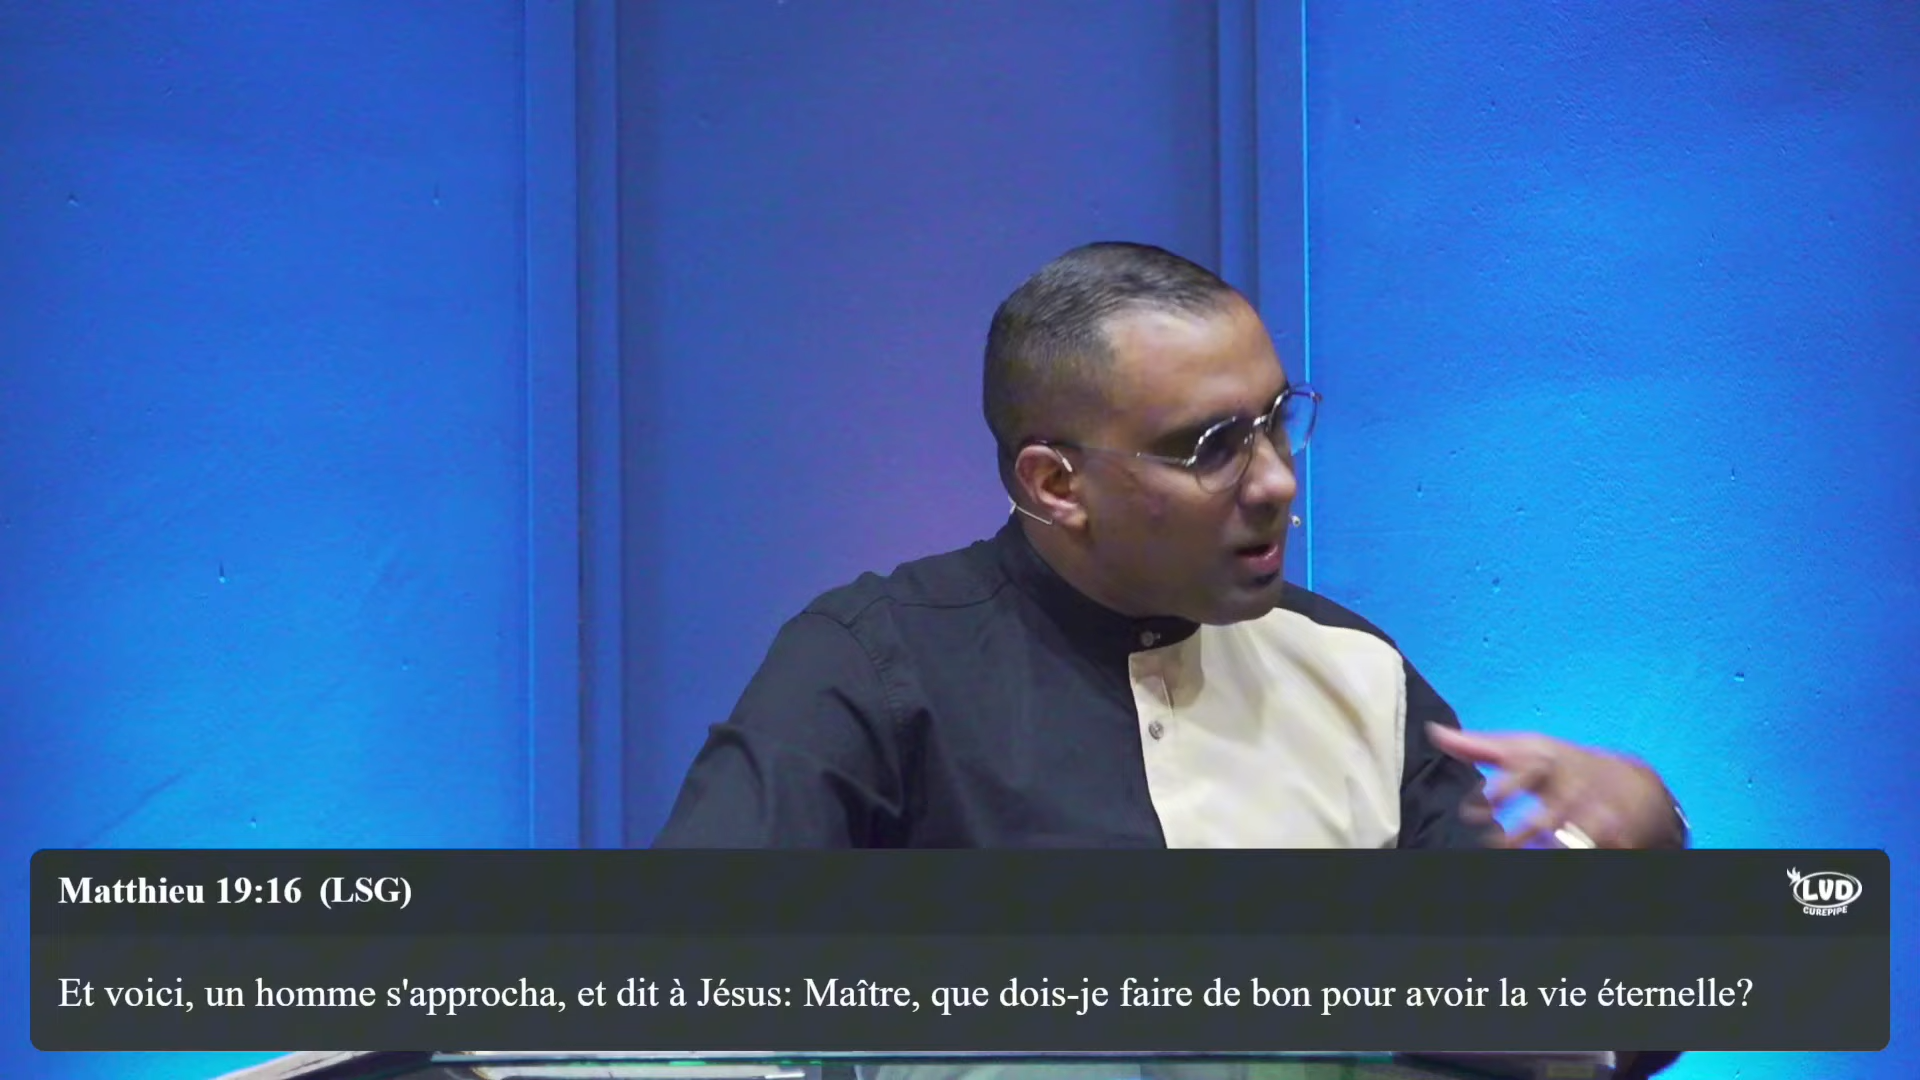 Matthieu 19:16 (LSG)
LVD
CUREPIPE
Et voici, un homme s'approcha, et dit à Jésus: Maître, que dois-je faire de bon pour avoir la vie éternelle?